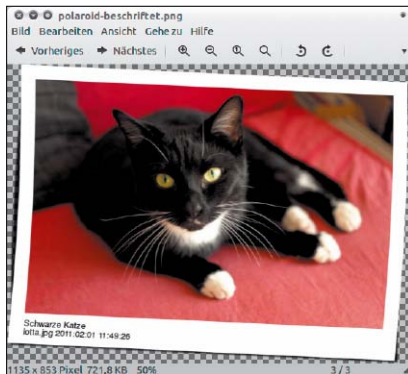 polaroid-beschriftet.png
Bild Bearbeiten Ansicht Gehe zu Hilfe
Vorheriges Nächstes
Schwarze Katze
lotta.jpg 2011:02:01 11:49:26
1135 x 853 Pixel 721,8 KB 50% 3 / 3